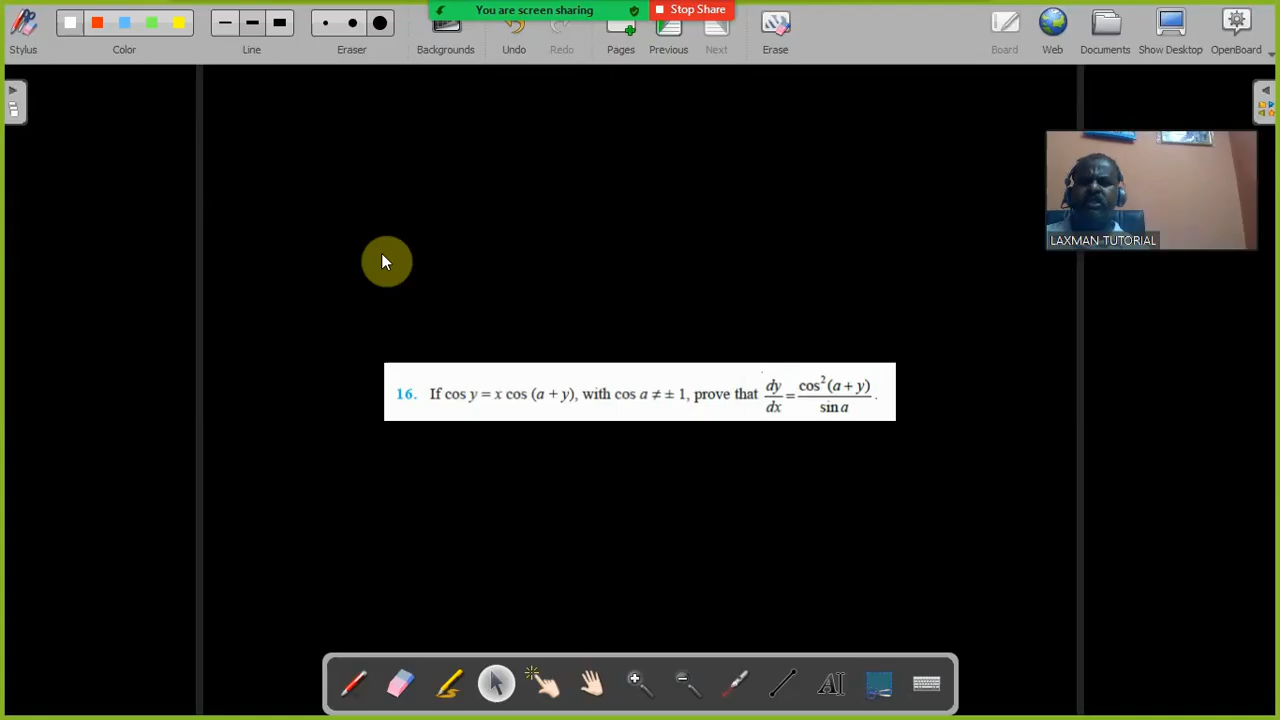 You are screen sharing Stop Share
Stylus Color Line Eraser Backgrounds Undo Redo Pages Previous Next Erase Board Web Documents Show Desktop OpenBoard
LAXMAN TUTORIAL
16. If cos y = x cos (a + y), with cos a ≠ ± 1, prove that dy/dx = cos²(a + y)/sin a.
AI